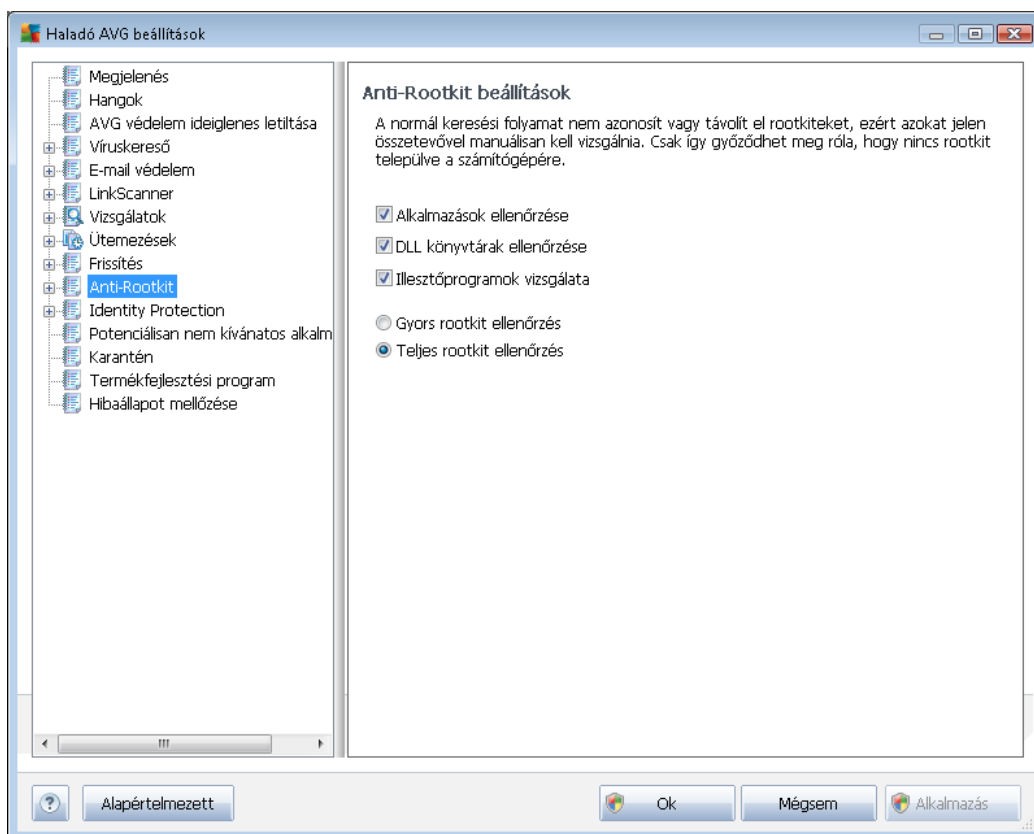 Haladó AVG beállítások
Megjelenés
Hangok
AVG védelem ideiglenes letiltása
Víruskereső
E-mail védelem
LinkScanner
Vizsgálatok
Ütemezések
Frissítés
Anti-Rootkit
Identity Protection
Potenciálisan nem kívánatos alkalm
Karantén
Termékfejlesztési program
Hibaállapot mellőzése
Anti-Rootkit beállítások
A normál keresési folyamat nem azonosít vagy távolít el rootkiteket, ezért azokat jelen
összetevővel manuálisan kell vizsgálnia. Csak így győződhet meg róla, hogy nincs rootkit
települve a számítógépére.
Alkalmazások ellenőrzése
DLL könyvtárak ellenőrzése
Illesztőprogramok vizsgálata
Gyors rootkit ellenőrzés
Teljes rootkit ellenőrzés
? Alapértelmezett Ok Mégsem Alkalmazás